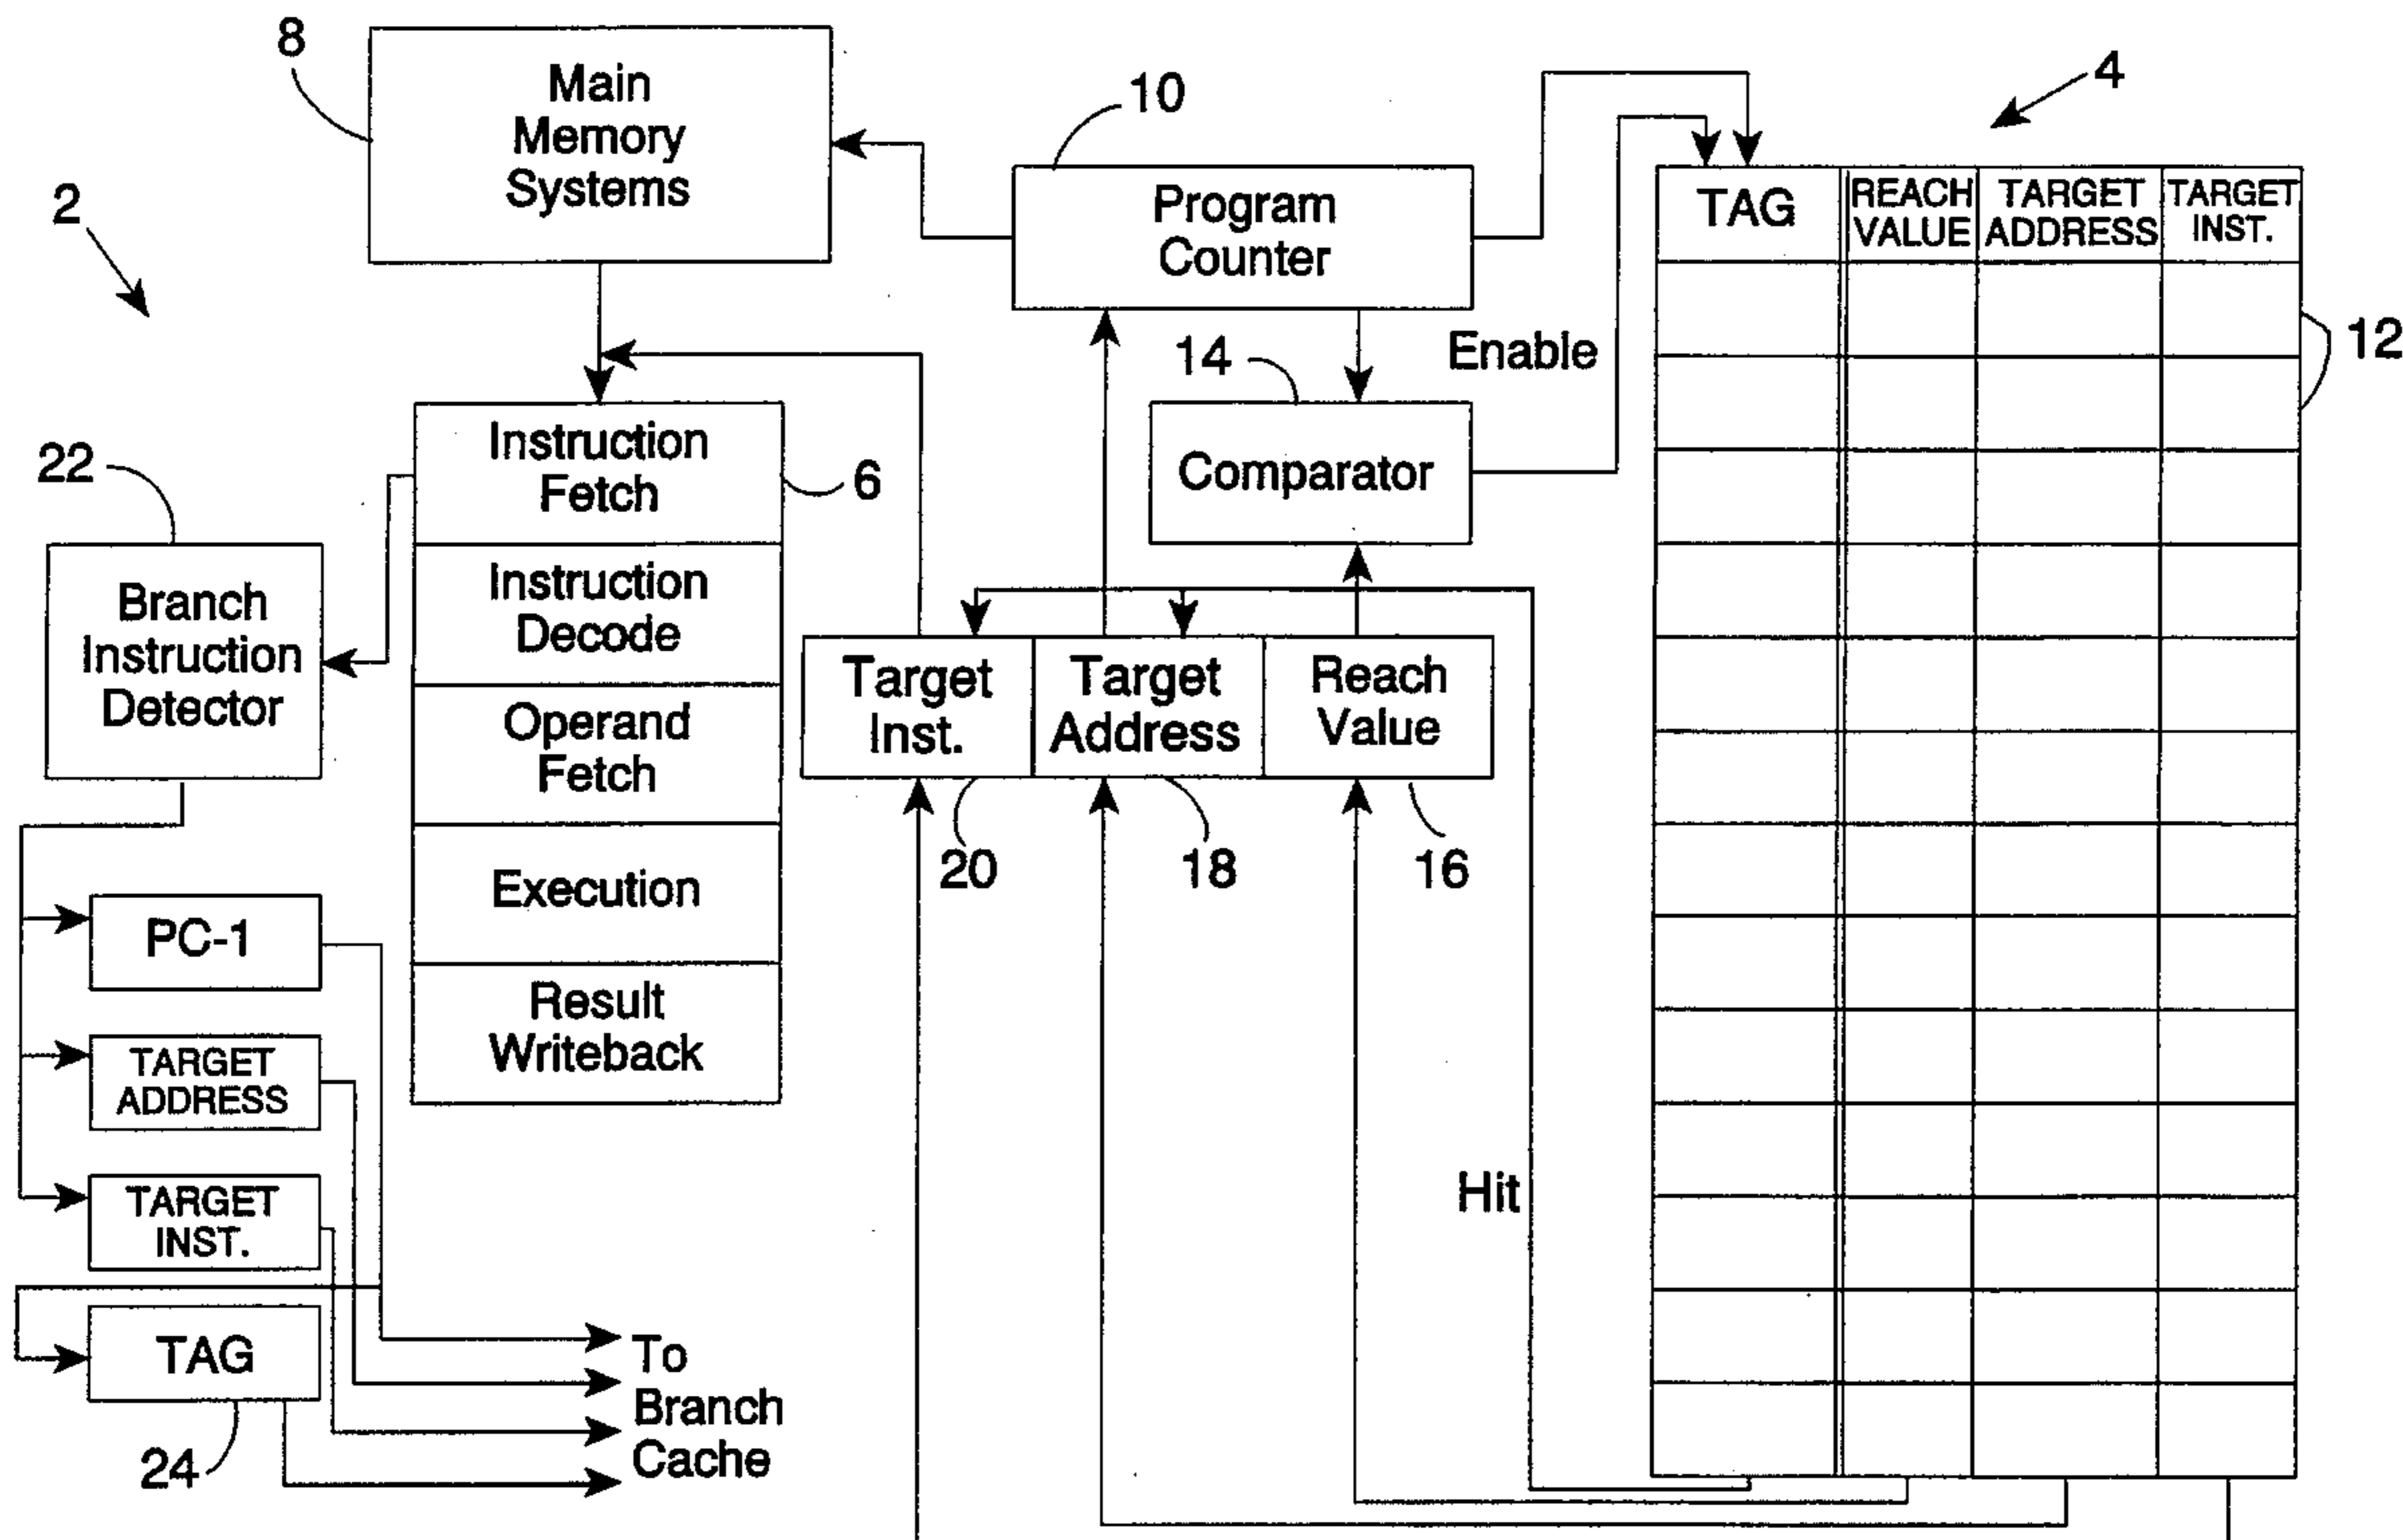 8
Main
Memory
Systems
10
Program
Counter
4
2
TAG
REACH
VALUE
TARGET
ADDRESS
TARGET
INST.
12
Enable
14
Comparator
22
Instruction
Fetch
6
Branch
Instruction
Detector
Instruction
Decode
Operand
Fetch
Execution
Result
Writeback
Target
Inst.
Target
Address
Reach
Value
20
18
16
PC-1
TARGET
ADDRESS
TARGET
INST.
TAG
24
To
Branch
Cache
Hit